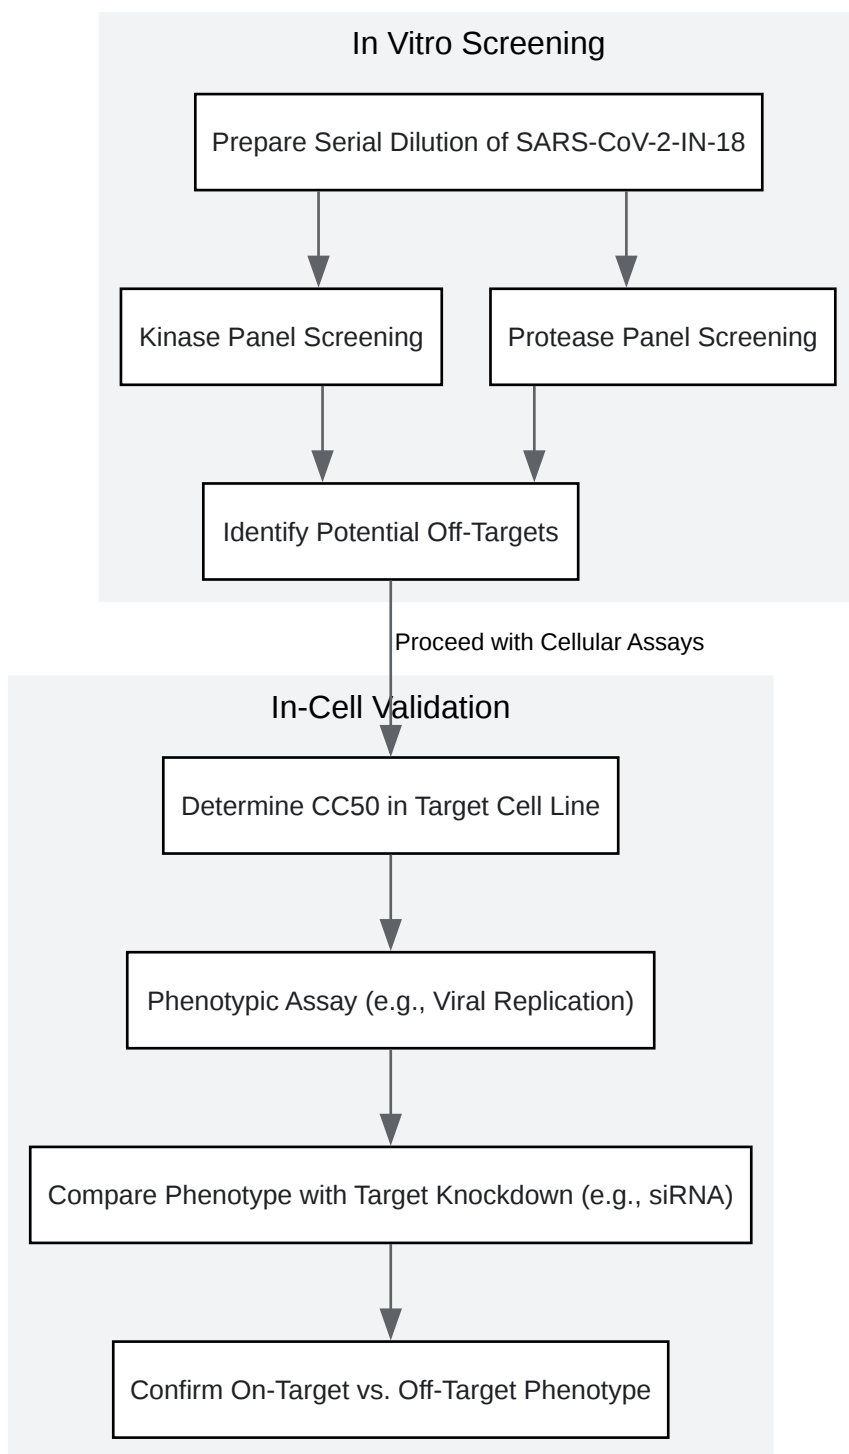 In Vitro Screening
Prepare Serial Dilution of SARS-CoV-2-IN-18
Kinase Panel Screening
Protease Panel Screening
Identify Potential Off-Targets
Proceed with Cellular Assays
In-Cell Validation
Determine CC50 in Target Cell Line
Phenotypic Assay (e.g., Viral Replication)
Compare Phenotype with Target Knockdown (e.g., siRNA)
Confirm On-Target vs. Off-Target Phenotype